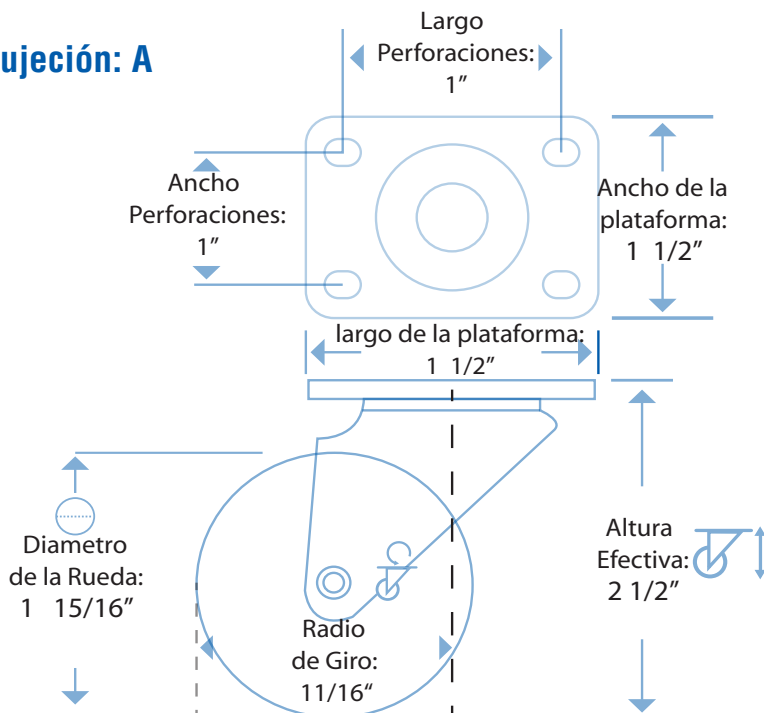 ujeción: A
Largo
Perforaciones:
1”
Ancho
Perforaciones:
1”
Ancho de la
plataforma:
1 1/2”
largo de la plataforma:
1 1/2”
Diametro
de la Rueda:
1 15/16”
Altura
Efectiva:
2 1/2”
Radio
de Giro:
11/16“